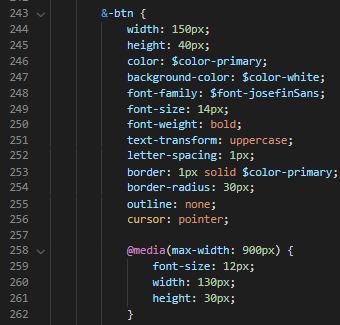 243 &-btn {
244 width: 150px;
245 height: 40px;
246 color: $color-primary;
247 background-color: $color-white;
248 font-family: $font-josefinSans;
249 font-size: 14px;
250 font-weight: bold;
251 text-transform: uppercase;
252 letter-spacing: 1px;
253 border: 1px solid $color-primary;
254 border-radius: 30px;
255 outline: none;
256 cursor: pointer;
257
258 @media(max-width: 900px) {
259 font-size: 12px;
260 width: 130px;
261 height: 30px;
262 }